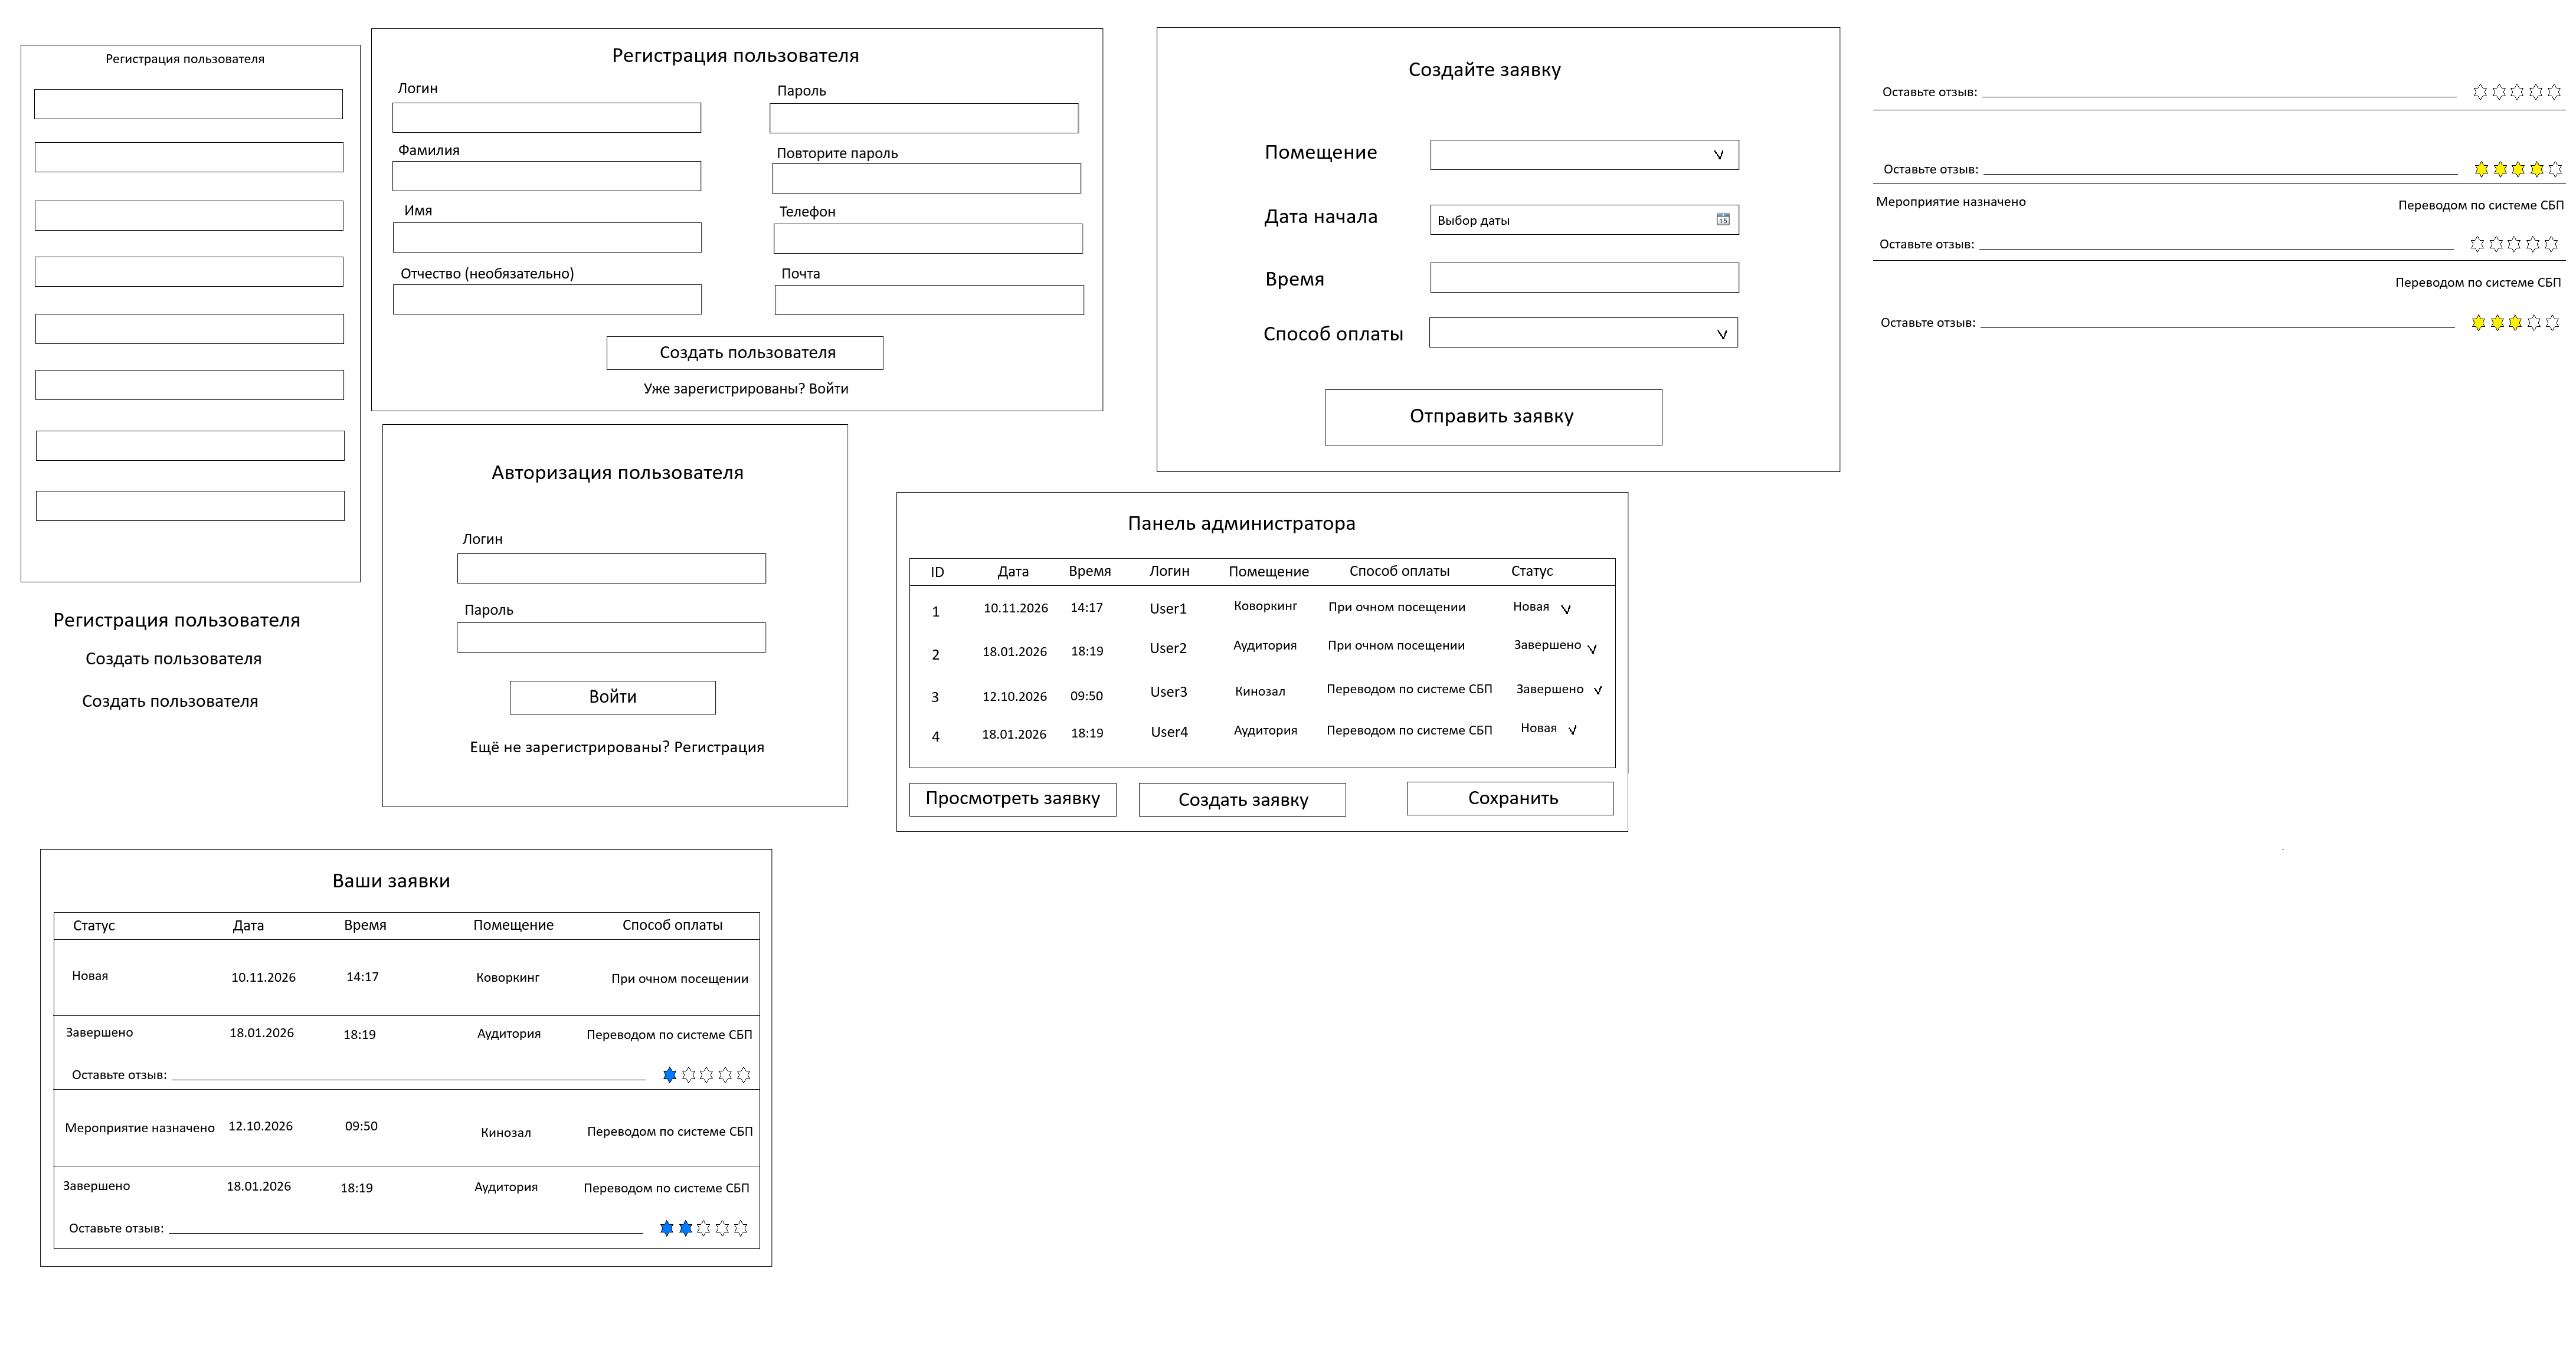 Регистрация пользователя
Регистрация пользователя
Логин
Пароль
Фамилия
Повторите пароль
Имя
Телефон
Отчество (необязательно)
Почта
Создать пользователя
Уже зарегистрированы? Войти
Создайте заявку
Помещение
Дата начала
Выбор даты
15
Время
Способ оплаты
Отправить заявку
Оставьте отзыв:
Оставьте отзыв:
Мероприятие назначено Переводом по системе СБП
Оставьте отзыв:
Переводом по системе СБП
Оставьте отзыв:
Регистрация пользователя
Создать пользователя
Создать пользователя
Авторизация пользователя
Логин
Пароль
Войти
Ещё не зарегистрированы? Регистрация
Панель администратора
ID Дата Время Логин Помещение Способ оплаты Статус
1 10.11.2026 14:17 User1 Коворкинг При очном посещении Новая
2 18.01.2026 18:19 User2 Аудитория При очном посещении Завершено
3 12.10.2026 09:50 User3 Кинозал Переводом по системе СБП Завершено
4 18.01.2026 18:19 User4 Аудитория Переводом по системе СБП Новая
Просмотреть заявку Создать заявку Сохранить
Ваши заявки
Статус Дата Время Помещение Способ оплаты
Новая 10.11.2026 14:17 Коворкинг При очном посещении
Завершено 18.01.2026 18:19 Аудитория Переводом по системе СБП
Оставьте отзыв:
Мероприятие назначено 12.10.2026 09:50 Кинозал Переводом по системе СБП
Завершено 18.01.2026 18:19 Аудитория Переводом по системе СБП
Оставьте отзыв: